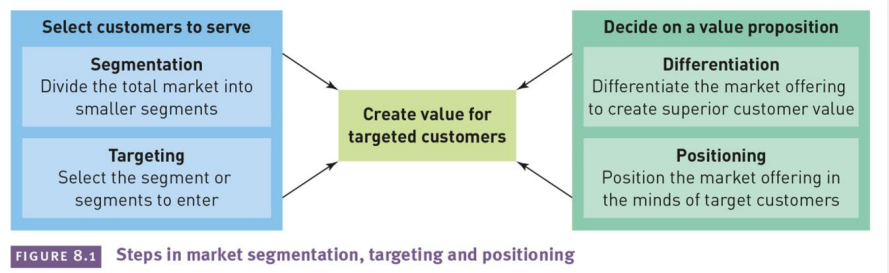 Select customers to serve
Segmentation
Divide the total market into
smaller segments
Targeting
Select the segment or
segments to enter
Create value for
targeted customers
Decide on a value proposition
Differentiation
Differentiate the market offering
to create superior customer value
Positioning
Position the market offering in
the minds of target customers
FIGURE 8.1 Steps in market segmentation, targeting and positioning